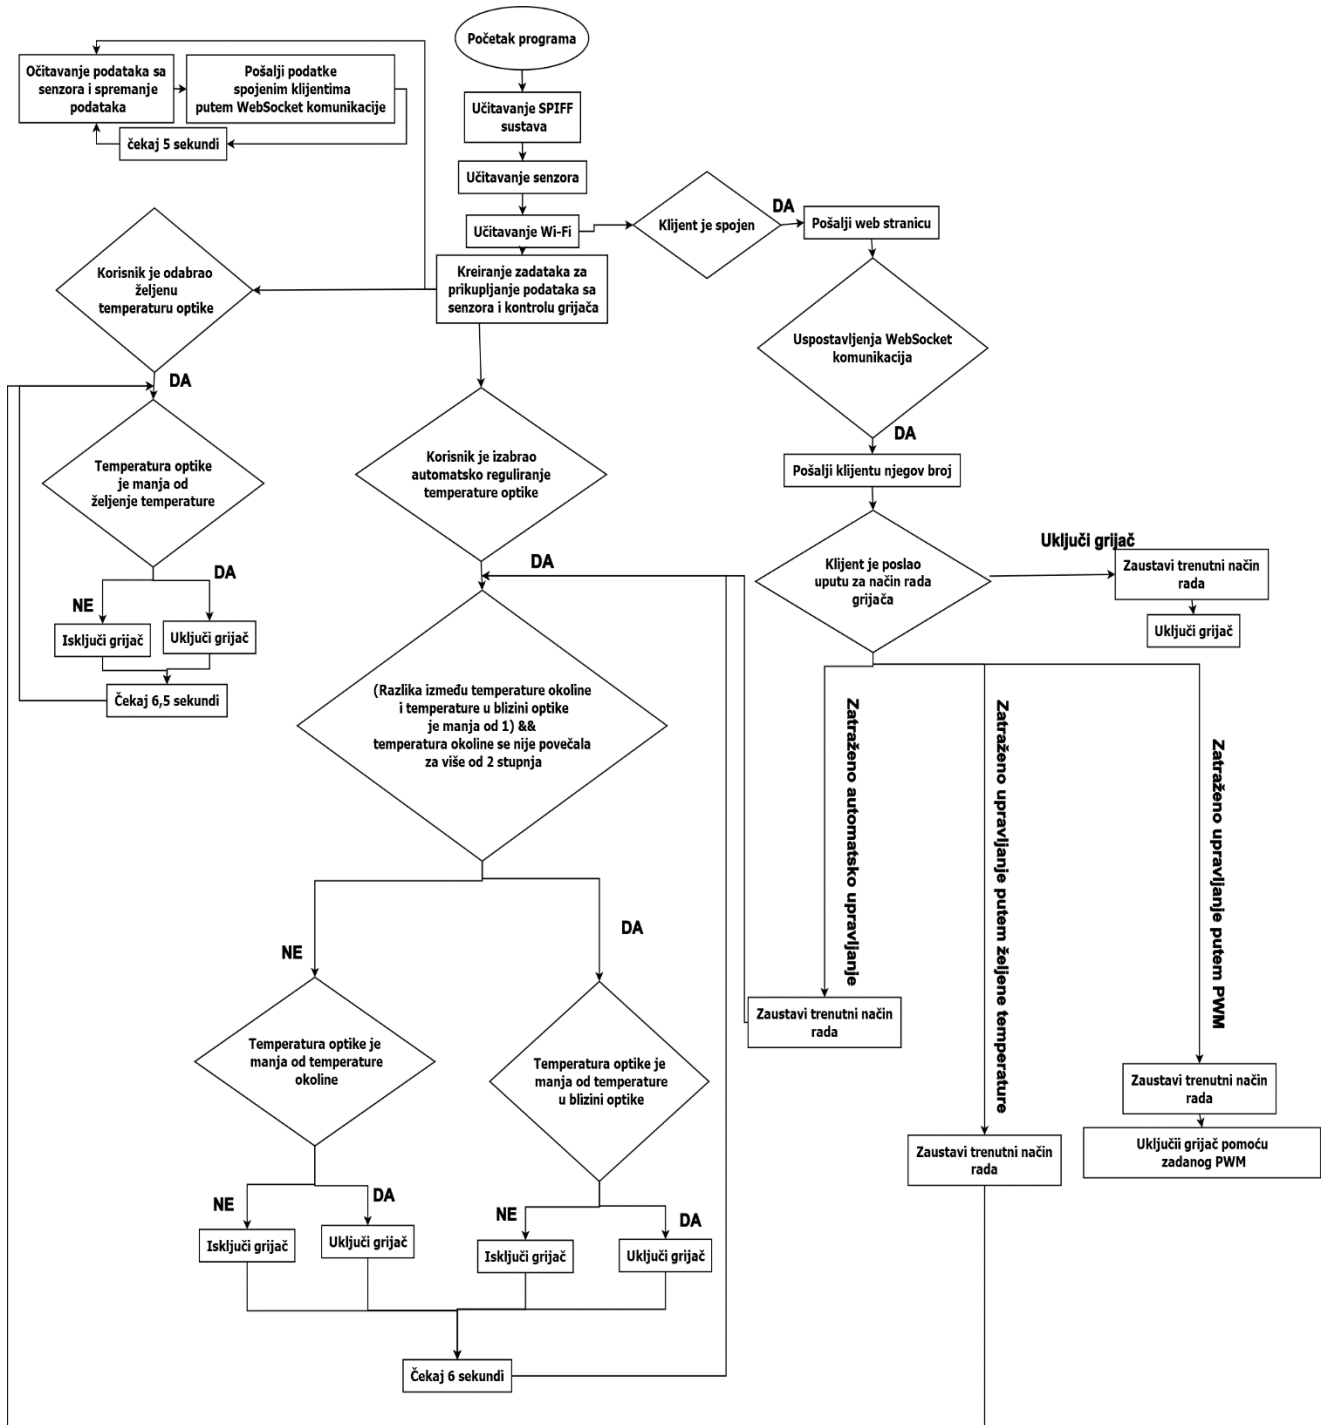 Početak programa
Očitavanje podataka sa
senzora i spremanje
podataka
Pošalji podatke
spojenim klijentima
putem WebSocket komunikacije
čekaj 5 sekundi
Učitavanje SPIFF
sustava
Učitavanje senzora
Učitavanje Wi-Fi
Klijent je spojen
DA
Pošalji web stranicu
Kreiranje zadataka za
prikupljanje podataka sa
senzora i kontrolu grijača
Korisnik je odabrao
željenu
temperaturu optike
DA
Uspostavljenja WebSocket
komunikacija
DA
Pošalji klijentu njegov broj
Temperatura optike
je manja od
željenje temperature
NE
DA
Isključi grijač
Uključi grijač
Čekaj 6,5 sekundi
Korisnik je izabrao
automatsko reguliranje
temperature optike
DA
Klijent je poslao
uputu za način rada
grijača
Uključi grijač
Zaustavi trenutni način
rada
Uključi grijač
(Razlika između temperature okoline
i temperature u blizini optike
je manja od 1) &&
temperatura okoline se nije povečala
za više od 2 stupnja
NE
DA
Zatraženo automatsko upravljanje
Zatraženo upravljanje putem željene temperature
Zatraženo upravljanje putem PWM
Zaustavi trenutni način
rada
Temperatura optike je
manja od temperature
okoline
Temperatura optike je
manja od temperature
u blizini optike
Zaustavi trenutni način
rada
Uključii grijač pomoću
zadanog PWM
Zaustavi trenutni način
rada
NE
DA
Isključi grijač
Uključi grijač
NE
DA
Isključi grijač
Uključi grijač
Čekaj 6 sekundi